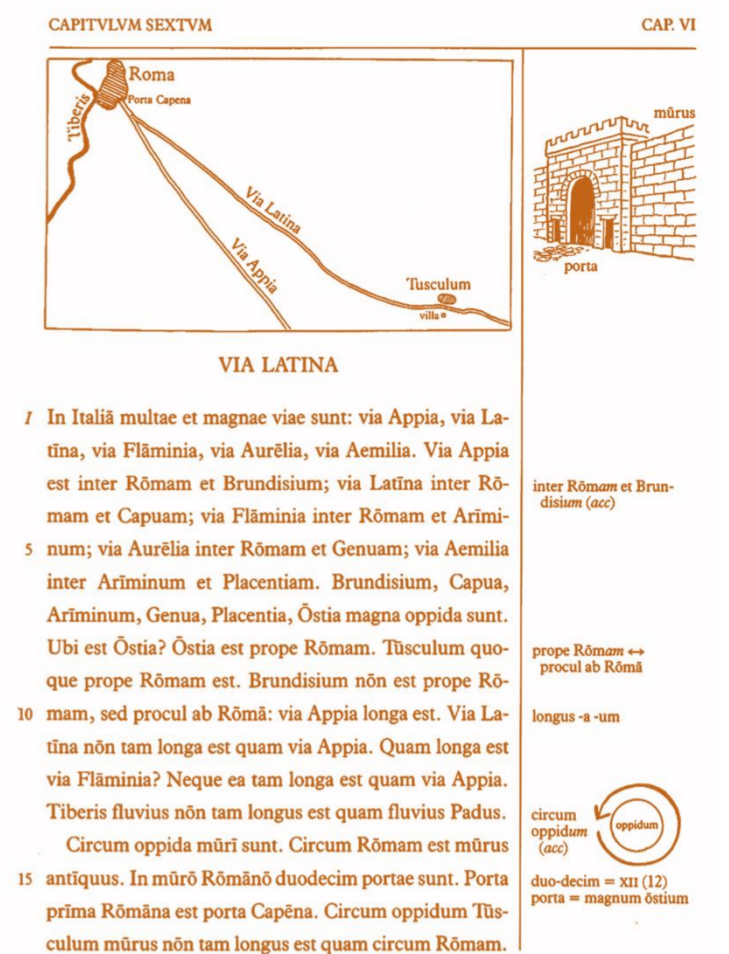 CAPITVLVM SEXTVM
CAP. VI
Roma
Porta Capena
Tiberis
Via Latina
Via Appia
Tusculum
villa
mūrus
porta
VIA LATINA
1 In Italiā multae et magnae viae sunt: via Appia, via La-
tīna, via Flāminia, via Aurēlia, via Aemilia. Via Appia
est inter Rōmam et Brundisium; via Latīna inter Rō-
mam et Capuam; via Flāminia inter Rōmam et Arīmi-
5 num; via Aurēlia inter Rōmam et Genuam; via Aemilia
inter Arīminum et Placentiam. Brundisium, Capua,
Arīminum, Genua, Placentia, Ōstia magna oppida sunt.
Ubi est Ōstia? Ōstia est prope Rōmam. Tūsculum quo-
que prope Rōmam est. Brundisium nōn est prope Rō-
10 mam, sed procul ab Rōmā: via Appia longa est. Via La-
tīna nōn tam longa est quam via Appia. Quam longa est
via Flāminia? Neque ea tam longa est quam via Appia.
Tiberis fluvius nōn tam longus est quam fluvius Padus.
Circum oppida mūrī sunt. Circum Rōmam est mūrus
15 antīquus. In mūrō Rōmānō duodecim portae sunt. Porta
prīma Rōmāna est porta Capēna. Circum oppidum Tūs-
culum mūrus nōn tam longus est quam circum Rōmam.
inter Rōmam et Brun-
disium (acc)
prope Rōmam ↔
procul ab Rōmā
longus -a -um
circum
oppidum
(acc)
oppidum
duo-decim = XII (12)
porta = magnum ōstium